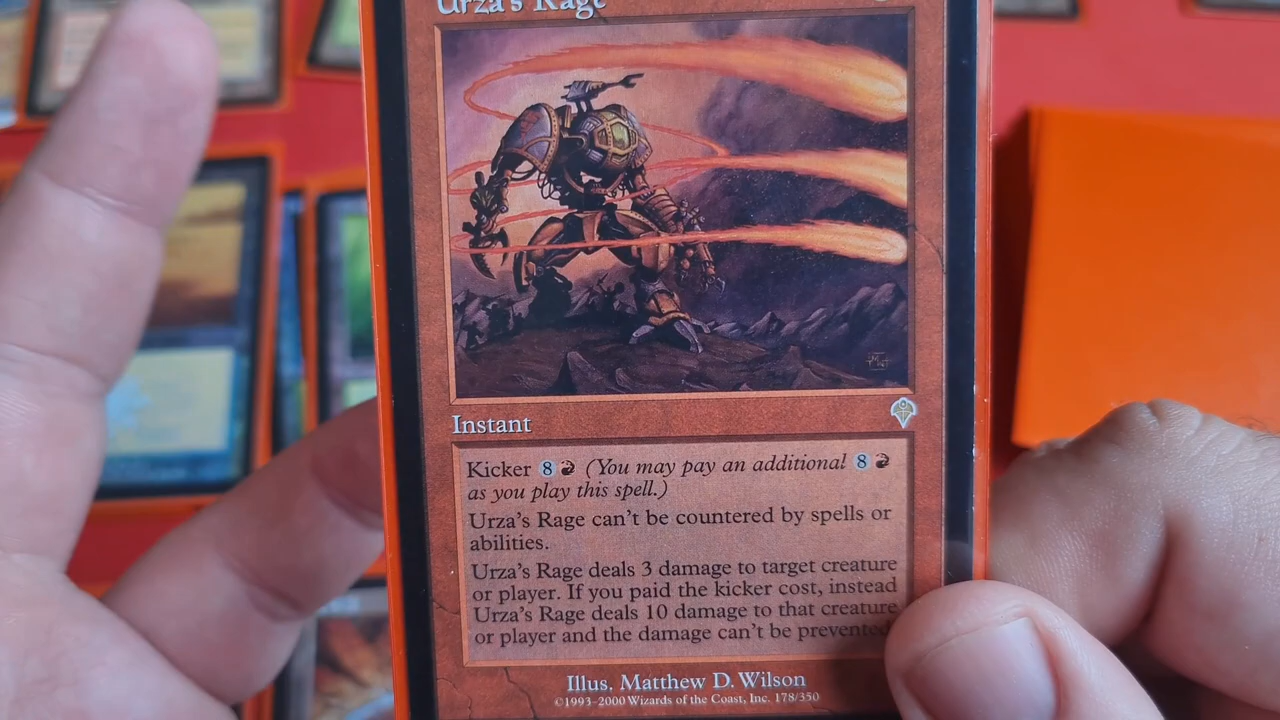 Urza's Rage
Instant
Kicker 8 (You may pay an additional 8
as you play this spell.)
Urza's Rage can't be countered by spells or
abilities.
Urza's Rage deals 3 damage to target creature
or player. If you paid the kicker cost, instead
Urza's Rage deals 10 damage to that creature
or player and the damage can't be prevented
Illus. Matthew D. Wilson
©1993-2000 Wizards of the Coast, Inc. 178/350